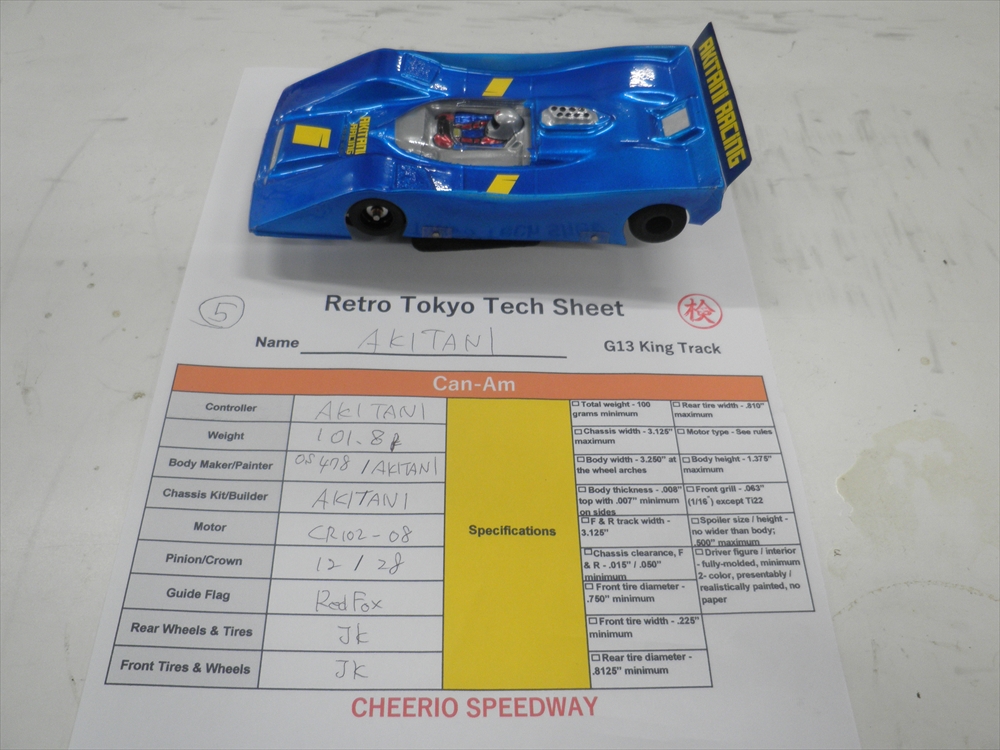 AKITANI RACING
AKITANI
RACING
5
Retro Tokyo Tech Sheet
検
Name AKITANI
G13 King Track
Can-Am
Controller AKITANI
Weight 101.8g
Body Maker/Painter OS478 / AKITANI
Chassis Kit/Builder AKITANI
Motor CR102-08
Pinion/Crown 12 / 28
Guide Flag Red Fox
Rear Wheels & Tires JK
Front Tires & Wheels JK
Specifications
Total weight - 100
grams minimum
Chassis width - 3.125"
maximum
Body width - 3.250" at
the wheel arches
Body thickness - .008"
top with .007" minimum
on sides
F & R track width -
3.125"
Chassis clearance, F
& R - .015" / .050"
minimum
Front tire diameter -
.750" minimum
Front tire width - .225"
minimum
Rear tire diameter -
.8125" minimum
Rear tire width - .810"
maximum
Motor type - See rules
Body height - 1.375"
maximum
Front grill - .063"
(1/16") except Ti22
Spoiler size / height -
no wider than body;
.500" maximum
Driver figure / interior
- fully-molded, minimum
2- color, presentably /
realistically painted, no
paper
CHEERIO SPEEDWAY